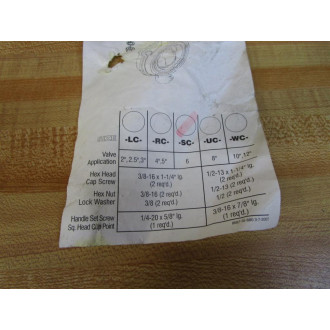 -LC- -RC- -SC- -UC- -WC-
Valve Application 2", 2.5", 3" 4", 5" 6 8" 10", 12"
Hex Head Cap Screw 3/8-16 x 1-1/4" lg. (2 req'd.) 1/2-13 x 1-1/4" lg. (2 req'd.)
Hex Nut 3/8-16 (2 req'd.) 1/2-13 (2 req'd.)
Lock Washer 3/8 (2 req'd.) 1/2 (2 req'd.)
Handle Set Screw Sq. Head Cup Point 1/4-20 x 5/8" lg. (1 req'd.) 3/8-16 x 7/8" lg. (1 req'd.)